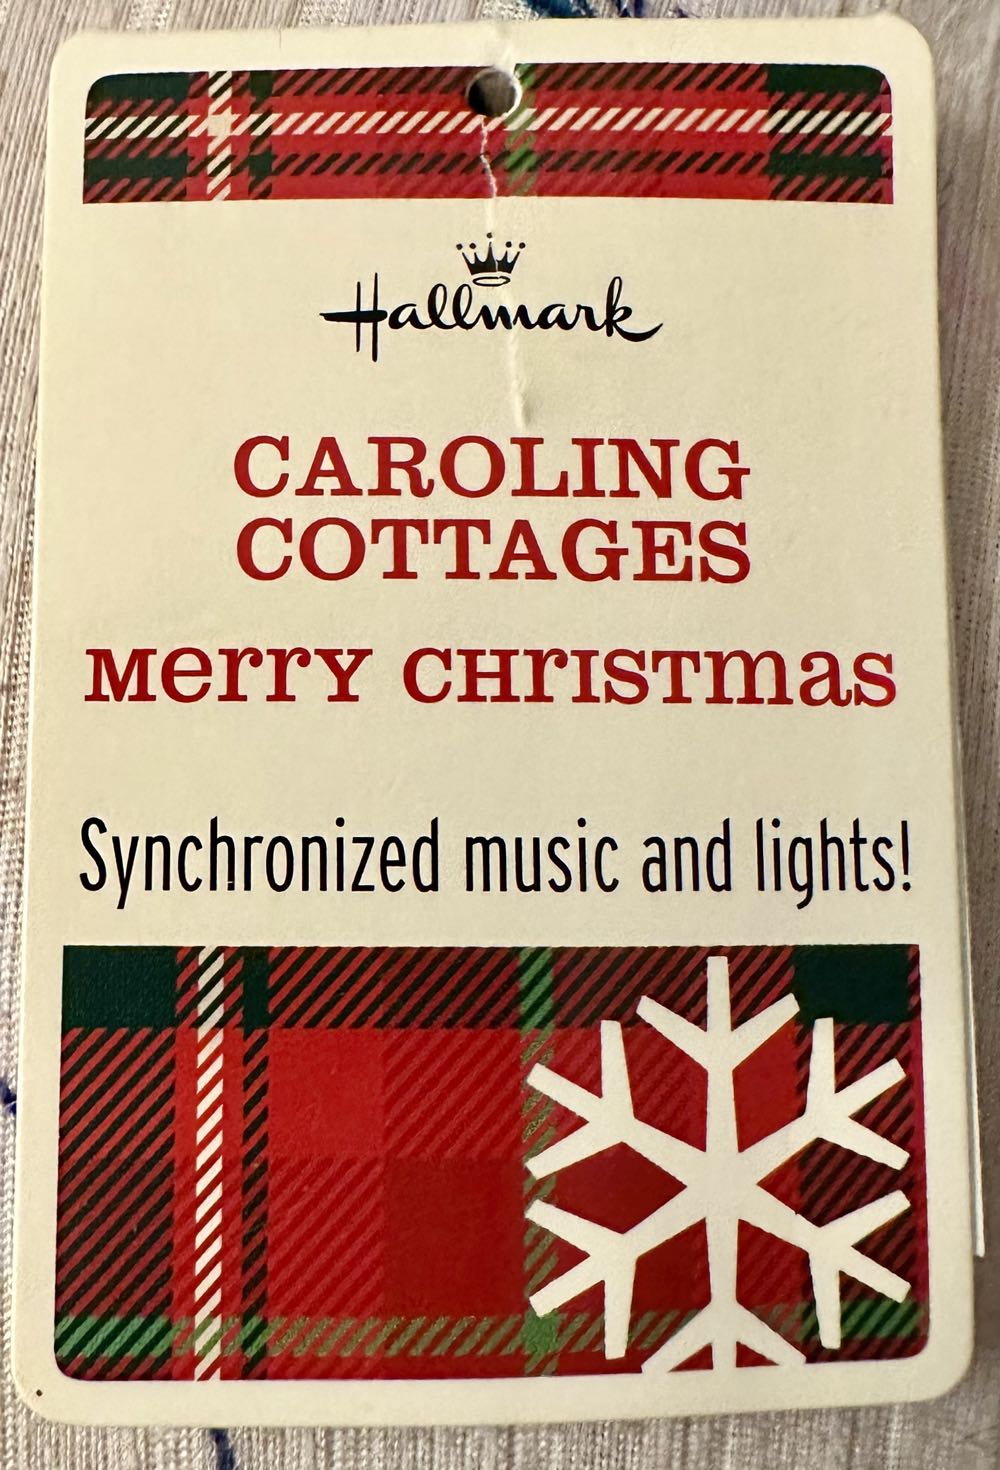 Hallmark
CAROLING
COTTAGES
Merry Christmas
Synchronized music and lights!